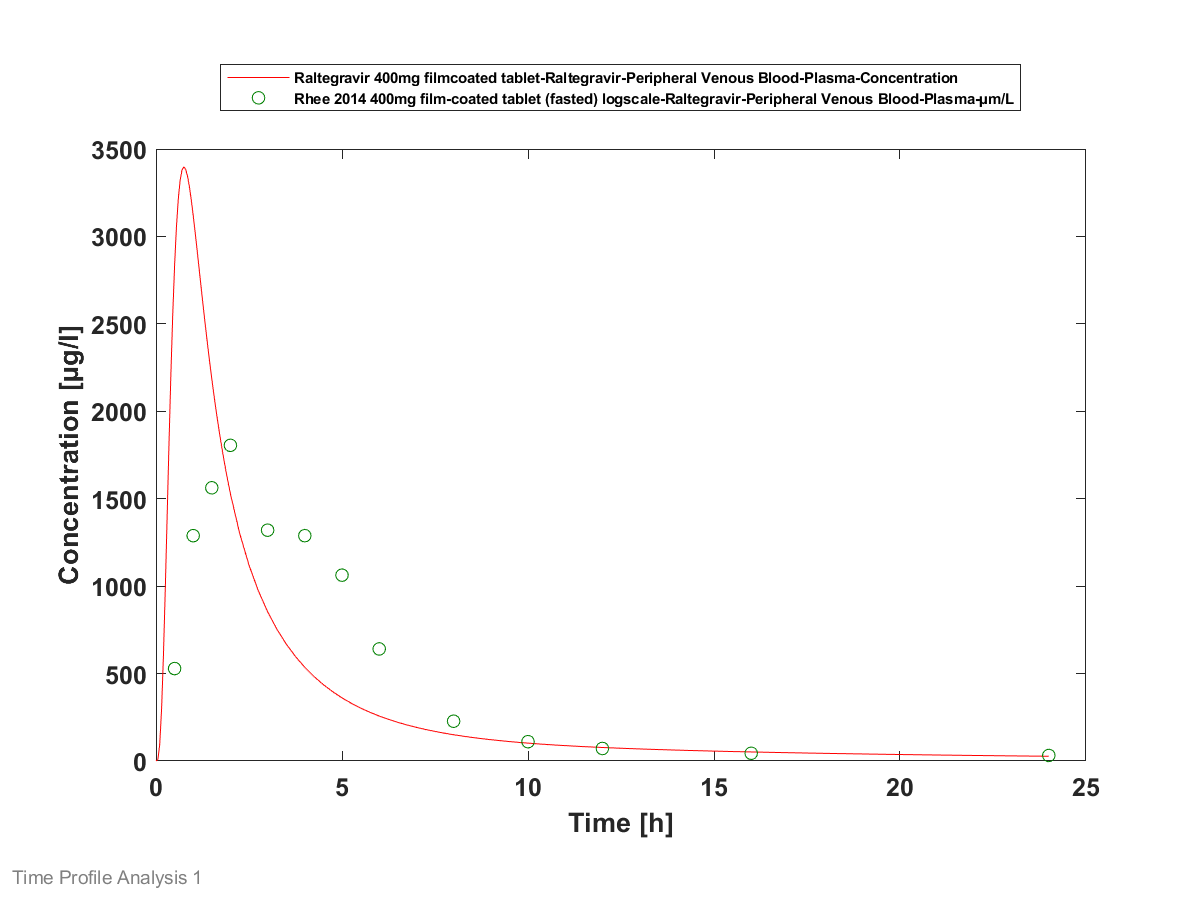 Raltegravir 400mg filmcoated tablet-Raltegravir-Peripheral Venous Blood-Plasma-Concentration
Rhee 2014 400mg film-coated tablet (fasted) logscale-Raltegravir-Peripheral Venous Blood-Plasma-µm/L
3500
3000
2500
2000
1500
1000
500
0
Concentration [µg/l]
0 5 10 15 20 25
Time [h]
Time Profile Analysis 1